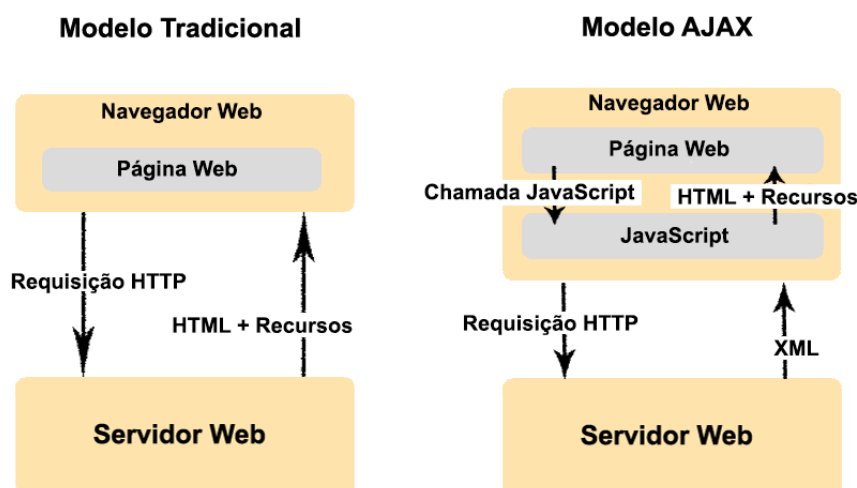 Modelo Tradicional
Navegador Web
Página Web
Requisição HTTP
HTML + Recursos
Servidor Web
Modelo AJAX
Navegador Web
Página Web
Chamada JavaScript
HTML + Recursos
JavaScript
Requisição HTTP
XML
Servidor Web